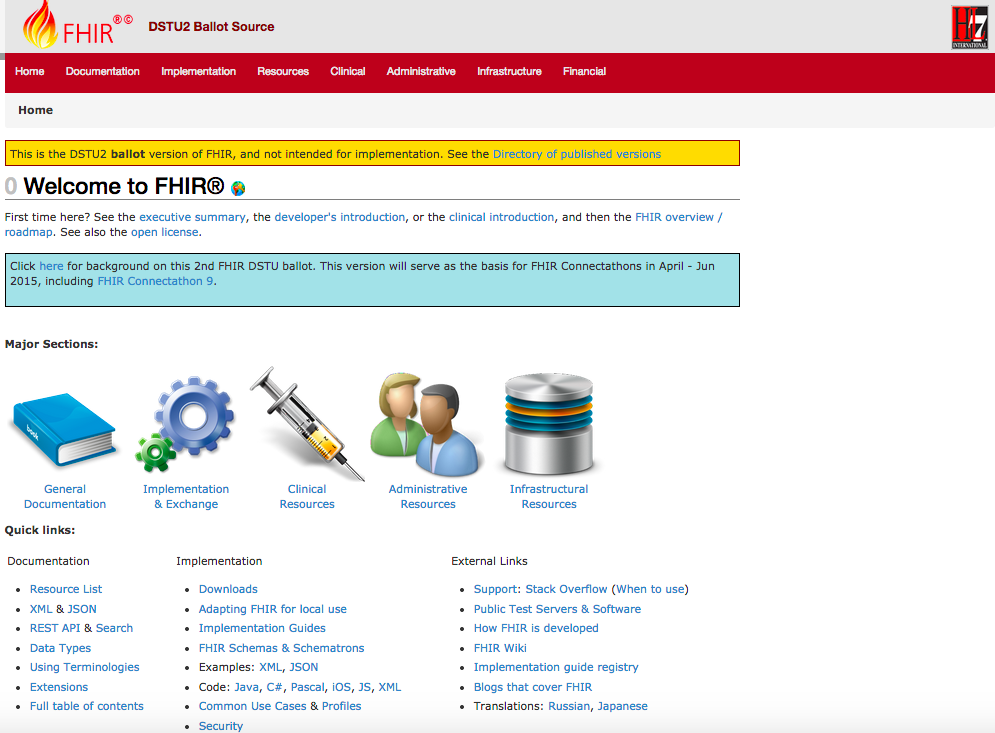 FHIR®© DSTU2 Ballot Source
HL7
INTERNATIONAL
Home Documentation Implementation Resources Clinical Administrative Infrastructure Financial
Home
This is the DSTU2 ballot version of FHIR, and not intended for implementation. See the Directory of published versions
0 Welcome to FHIR®
First time here? See the executive summary, the developer's introduction, or the clinical introduction, and then the FHIR overview /
roadmap. See also the open license.
Click here for background on this 2nd FHIR DSTU ballot. This version will serve as the basis for FHIR Connectathons in April - Jun
2015, including FHIR Connectathon 9.
Major Sections:
book
General
Documentation
Implementation
& Exchange
Clinical
Resources
Administrative
Resources
Infrastructural
Resources
Quick links:
Documentation
Resource List
XML & JSON
REST API & Search
Data Types
Using Terminologies
Extensions
Full table of contents
Implementation
Downloads
Adapting FHIR for local use
Implementation Guides
FHIR Schemas & Schematrons
Examples: XML, JSON
Code: Java, C#, Pascal, iOS, JS, XML
Common Use Cases & Profiles
Security
External Links
Support: Stack Overflow (When to use)
Public Test Servers & Software
How FHIR is developed
FHIR Wiki
Implementation guide registry
Blogs that cover FHIR
Translations: Russian, Japanese